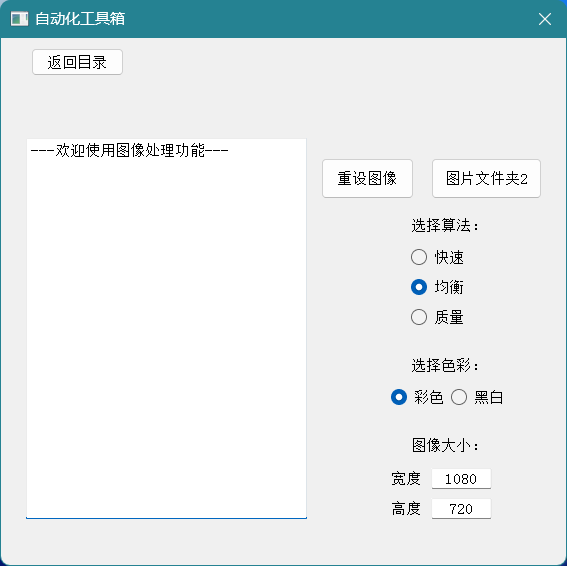 自动化工具箱
返回目录
---欢迎使用图像处理功能---
重设图像
图片文件夹2
选择算法：
快速
均衡
质量
选择色彩：
彩色 黑白
图像大小：
宽度 1080
高度 720